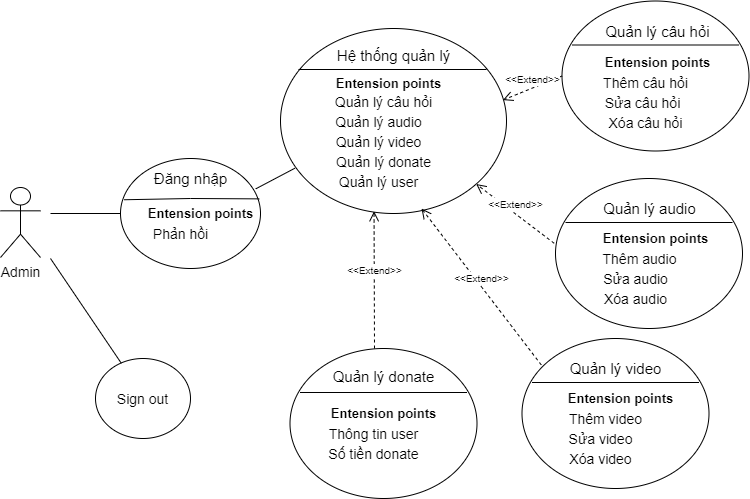 Hệ thống quản lý
Entension points
Quản lý câu hỏi
Quản lý audio
Quản lý video
Quản lý donate
Quản lý user
Quản lý câu hỏi
Entension points
Thêm câu hỏi
Sửa câu hỏi
Xóa câu hỏi
<<Extend>>
Đăng nhập
Entension points
Phản hồi
Admin
<<Extend>>
Quản lý audio
Entension points
Thêm audio
Sửa audio
Xóa audio
<<Extend>>
<<Extend>>
Sign out
Quản lý donate
Entension points
Thông tin user
Số tiền donate
Quản lý video
Entension points
Thêm video
Sửa video
Xóa video